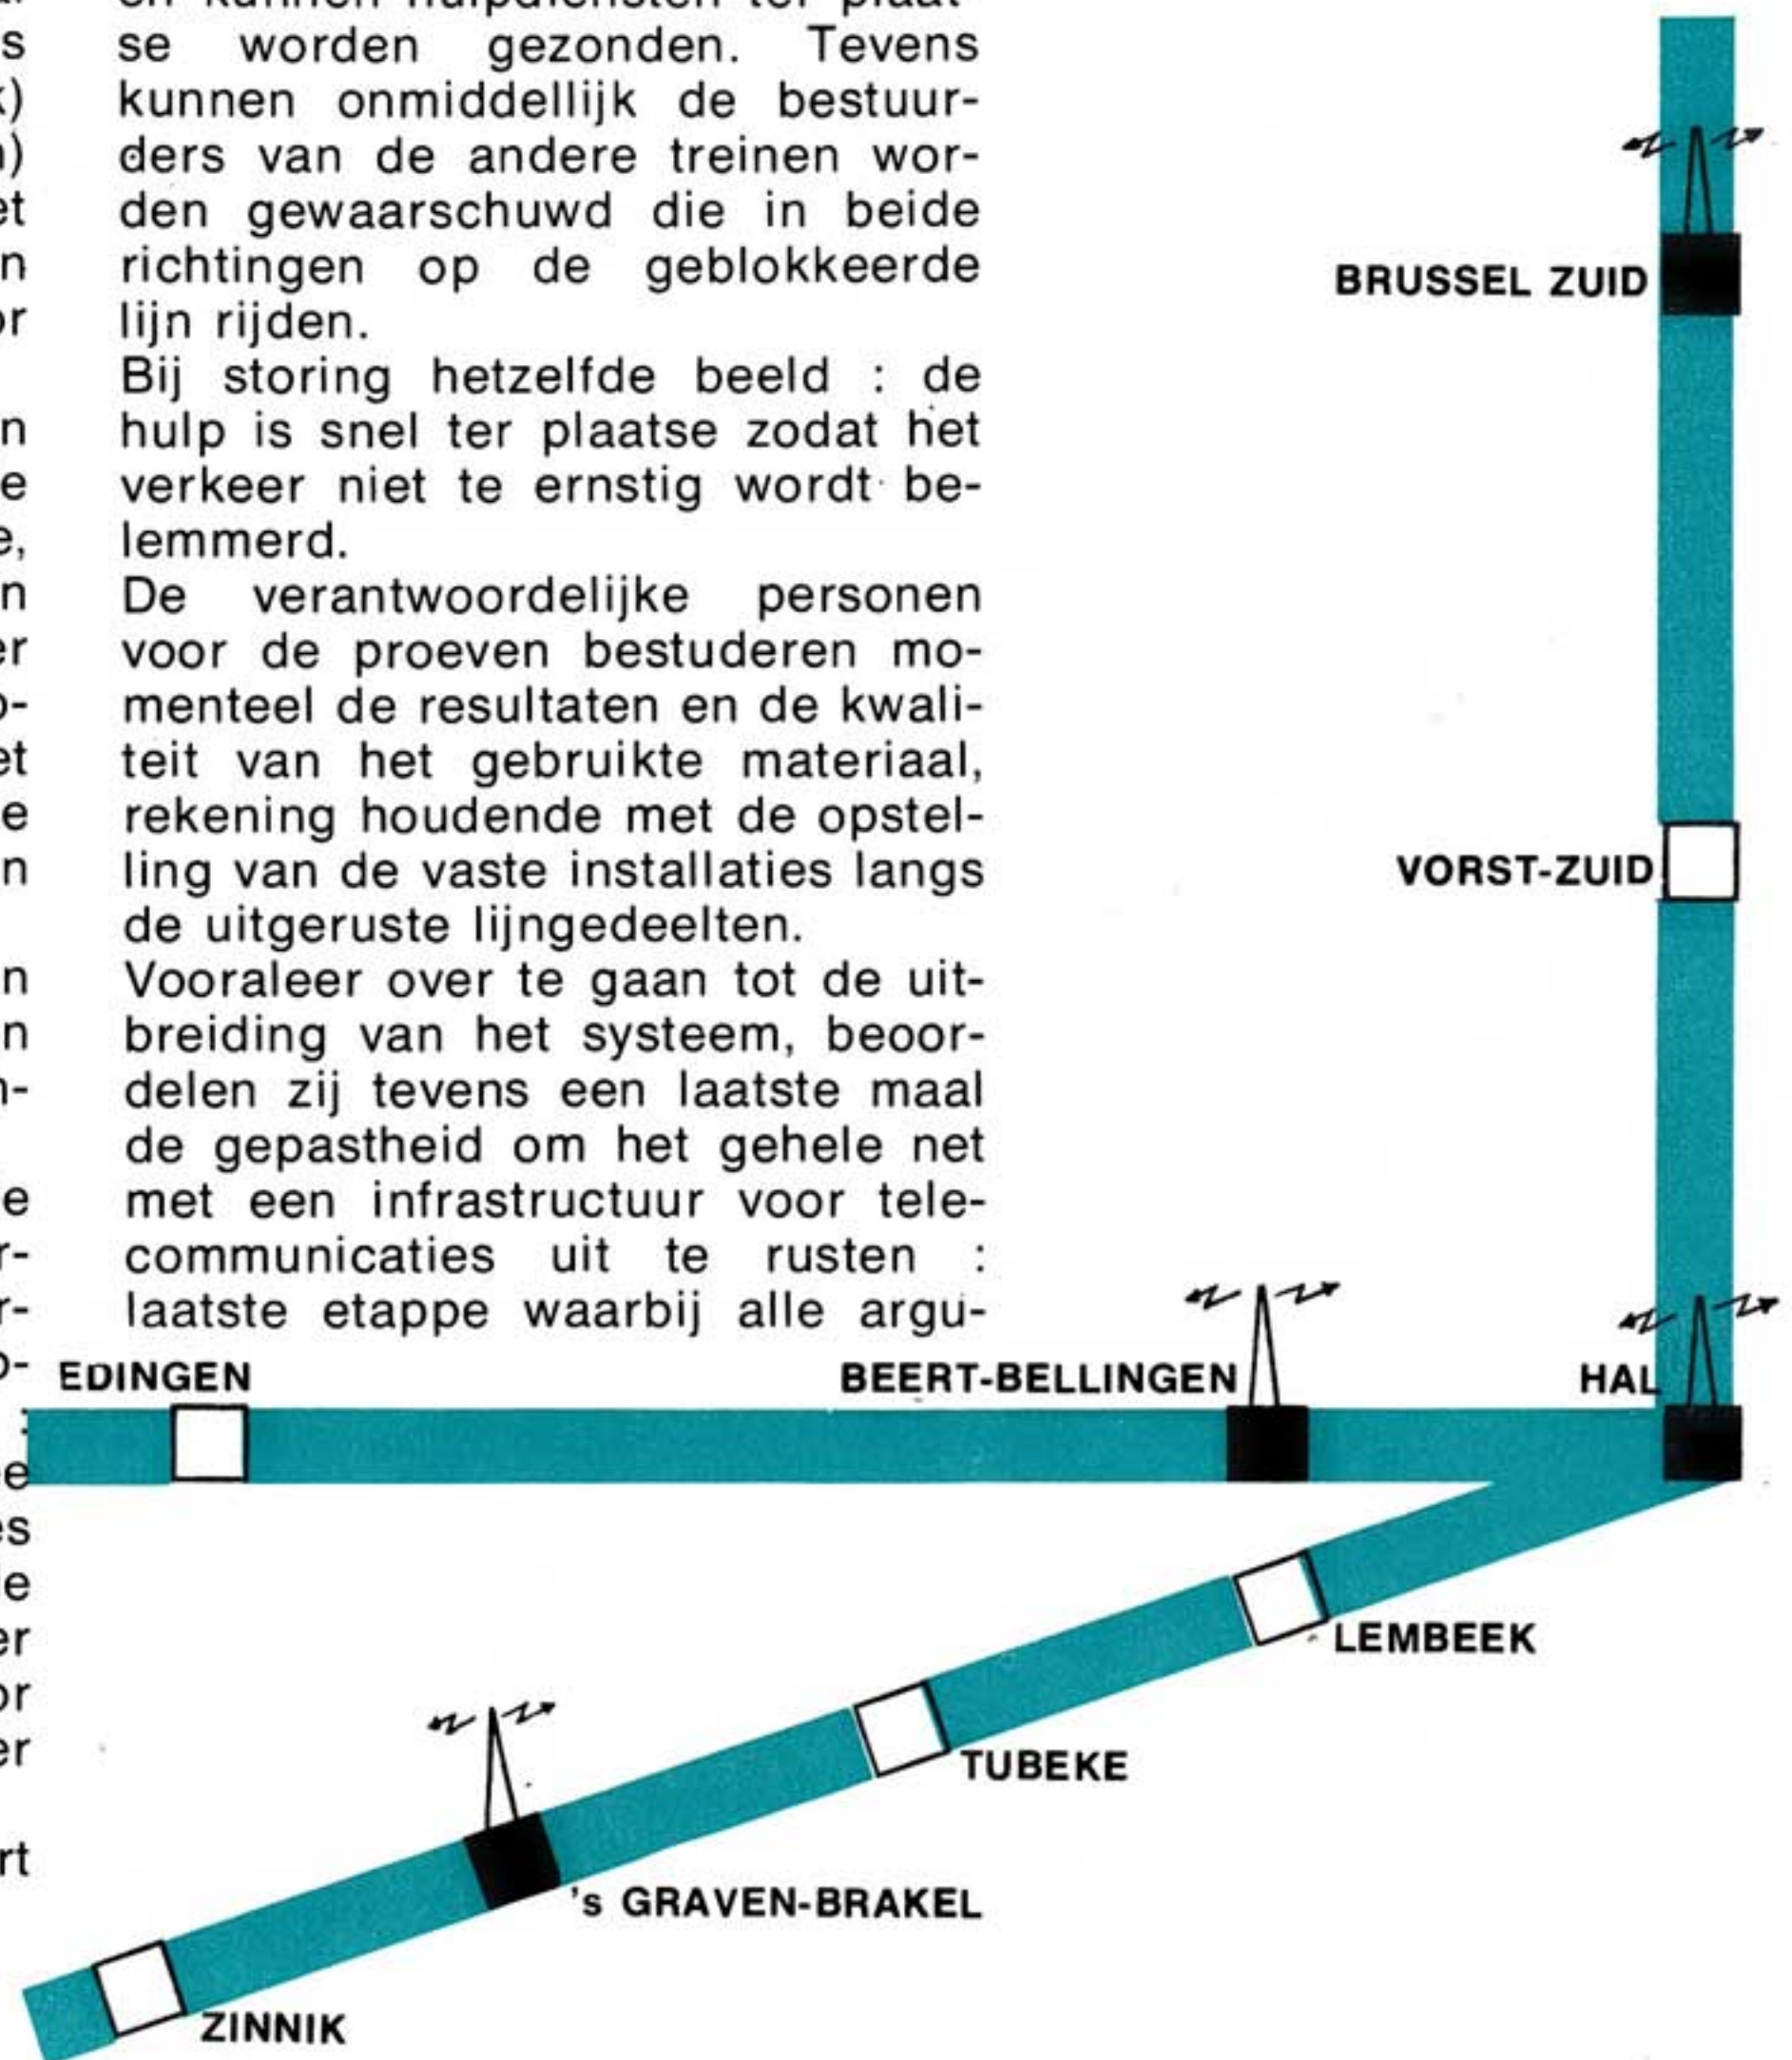 se worden gezonden. Tevens
kunnen onmiddellijk de bestuur-
ders van de andere treinen wor-
den gewaarschuwd die in beide
richtingen op de geblokkeerde
lijn rijden.
Bij storing hetzelfde beeld : de
hulp is snel ter plaatse zodat het
verkeer niet te ernstig wordt be-
lemmerd.
De verantwoordelijke personen
voor de proeven bestuderen mo-
menteel de resultaten en de kwali-
teit van het gebruikte materiaal,
rekening houdende met de opstel-
ling van de vaste installaties langs
de uitgeruste lijngedeelten.
Vooraleer over te gaan tot de uit-
breiding van het systeem, beoor-
delen zij tevens een laatste maal
de gepastheid om het gehele net
met een infrastructuur voor tele-
communicaties uit te rusten :
laatste etappe waarbij alle argu-
BRUSSEL ZUID
VORST-ZUID
EDINGEN
BEERT-BELLINGEN
HAL
LEMBEEK
TUBEKE
's GRAVEN-BRAKEL
ZINNIK